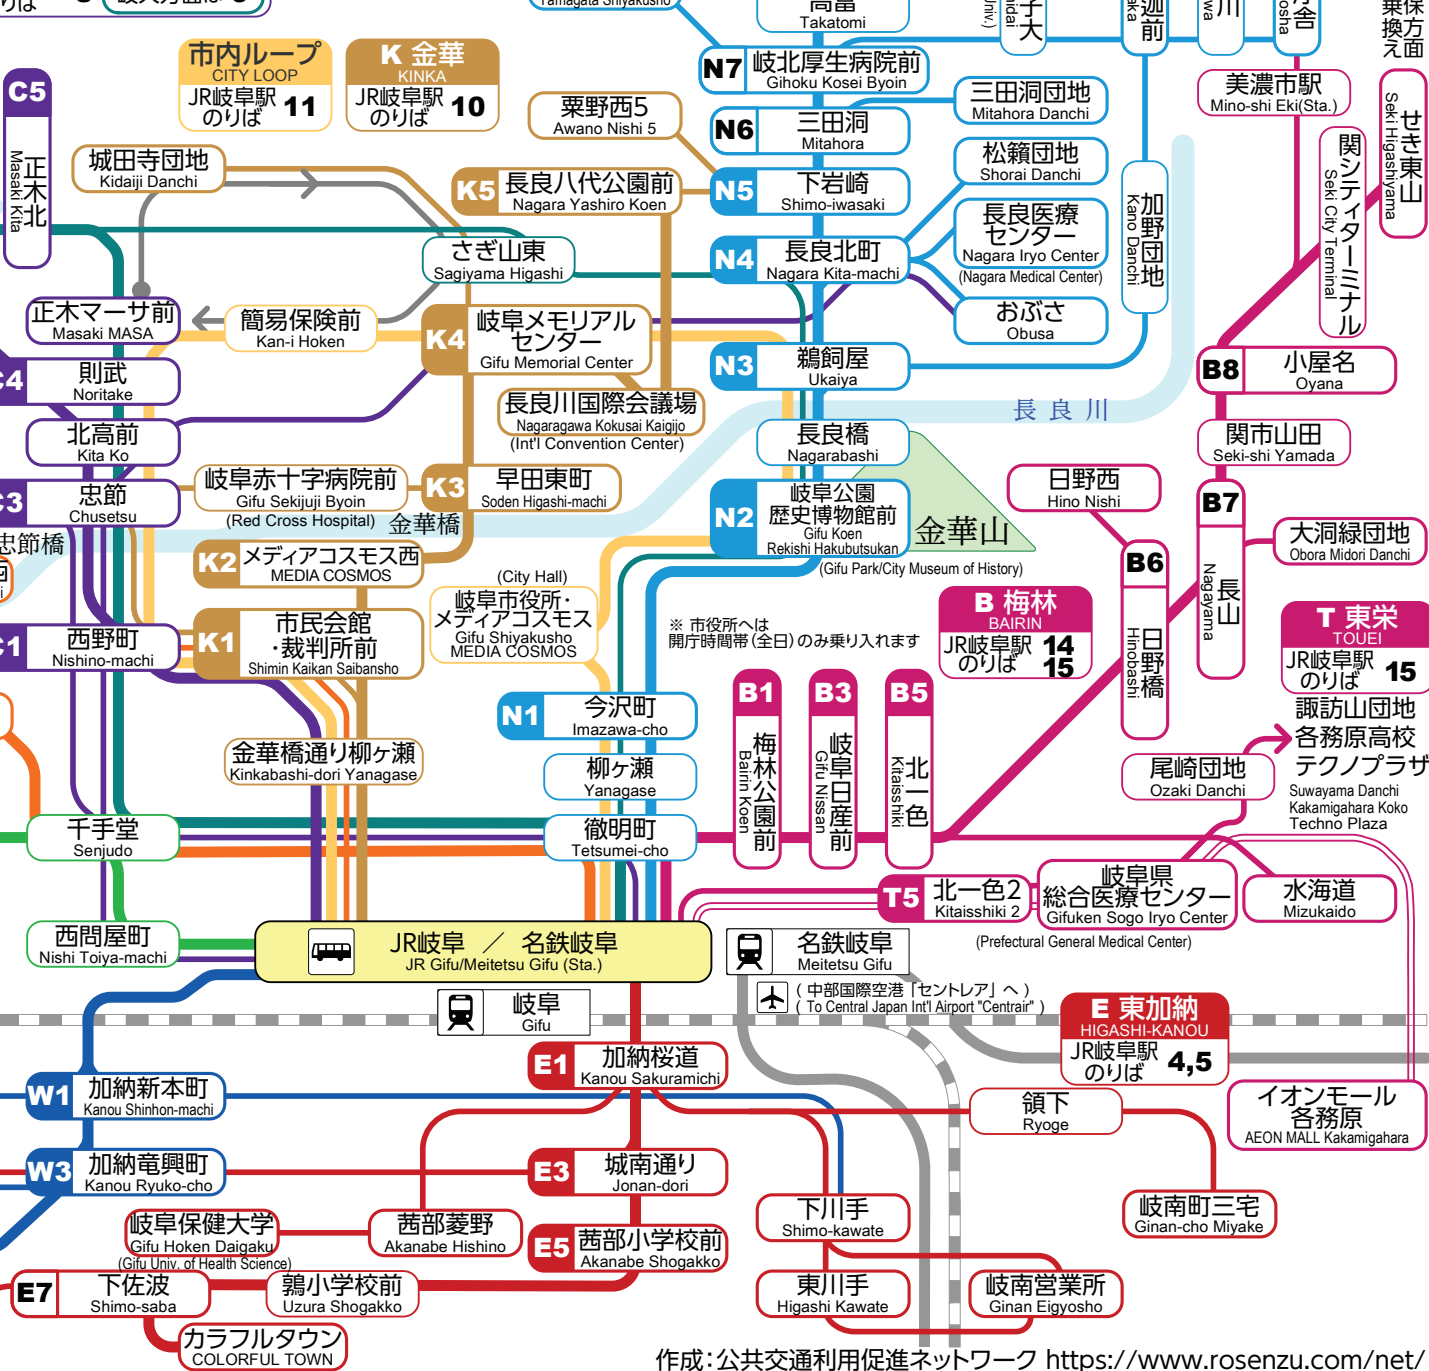 のりば
Yamagata Shiyakusho
高富
Takatomi
市内ループ
CITY LOOP
JR岐阜駅
のりば 11
K 金華
KINKA
JR岐阜駅
のりば 10
N7 岐北厚生病院前
Gihoku Kosei Byoin
美濃市駅
Mino-shi Eki(Sta.)
C5
正木北
Masaki Kita
粟野西5
Awano Nishi 5
三田洞団地
Mitahora Danchi
N6 三田洞
Mitahora
せき東山
Seki Higashiyama
関シティターミナル
Seki City Terminal
城田寺団地
Kidaiji Danchi
松籟団地
Shorai Danchi
K5 長良八代公園前
Nagara Yashiro Koen
N5 下岩崎
Shimo-iwasaki
加野団地
Kano Danchi
長良医療
センター
Nagara Iryo Center
(Nagara Medical Center)
さぎ山東
Sagiyama Higashi
N4 長良北町
Nagara Kita-machi
おぶさ
Obusa
正木マーサ前
Masaki MASA
簡易保険前
Kan-i Hoken
K4 岐阜メモリアル
センター
Gifu Memorial Center
N3 鵜飼屋
Ukaiya
B8 小屋名
Oyana
C4 則武
Noritake
長良川国際会議場
Nagaragawa Kokusai Kaigijo
(Int'l Convention Center)
長良川
北高前
Kita Ko
長良橋
Nagarabashi
関市山田
Seki-shi Yamada
岐阜赤十字病院前
Gifu Sekijuji Byoin
(Red Cross Hospital)
K3 早田東町
Soden Higashi-machi
日野西
Hino Nishi
C3 忠節
Chusetsu
N2 岐阜公園
歴史博物館前
Gifu Koen
Rekishi Hakubutsukan
(Gifu Park/City Museum of History)
金華山
B7
長山
Nagayama
大洞緑団地
Obora Midori Danchi
金華橋
忠節橋
K2 メディアコスモス西
MEDIA COSMOS
B6
日野橋
Hinobashi
(City Hall)
岐阜市役所・
メディアコスモス
Gifu Shiyakusho
MEDIA COSMOS
※ 市役所へは
開庁時間帯(全日)のみ乗り入れます
B 梅林
BAIRIN
JR岐阜駅 14
のりば 15
T 東栄
TOUEI
JR岐阜駅
のりば 15
C1 西野町
Nishino-machi
K1 市民会館
・裁判所前
Shimin Kaikan Saibansho
N1 今沢町
Imazawa-cho
B1
梅林公園前
Bairin Koen
B3
岐阜日産前
Gifu Nissan
B5
北一色
Kitaisshiki
諏訪山団地
各務原高校
テクノプラザ
Suwayama Danchi
Kakamigahara Koko
Techno Plaza
金華橋通り柳ヶ瀬
Kinkabashi-dori Yanagase
柳ヶ瀬
Yanagase
尾崎団地
Ozaki Danchi
千手堂
Senjudo
徹明町
Tetsumei-cho
T5 北一色2
Kitaisshiki 2
岐阜県
総合医療センター
Gifuken Sogo Iryo Center
(Prefectural General Medical Center)
水海道
Mizukaido
西問屋町
Nishi Toiya-machi
JR岐阜 ／ 名鉄岐阜
JR Gifu/Meitetsu Gifu (Sta.)
名鉄岐阜
Meitetsu Gifu
(中部国際空港「セントレア」へ)
( To Central Japan Int'l Airport "Centrair" )
岐阜
Gifu
E 東加納
HIGASHI-KANOU
JR岐阜駅
のりば 4,5
E1 加納桜道
Kanou Sakuramichi
W1 加納新本町
Kanou Shinhon-machi
領下
Ryoge
イオンモール
各務原
AEON MALL Kakamigahara
W3 加納竜興町
Kanou Ryuko-cho
E3 城南通り
Jonan-dori
下川手
Shimo-kawate
岐南町三宅
Ginan-cho Miyake
岐阜保健大学
Gifu Hoken Daigaku
(Gifu Univ. of Health Science)
茜部菱野
Akanabe Hishino
E5 茜部小学校前
Akanabe Shogakko
E7 下佐波
Shimo-saba
鶉小学校前
Uzura Shogakko
東川手
Higashi Kawate
岐南営業所
Ginan Eigyosho
カラフルタウン
COLORFUL TOWN
作成：公共交通利用促進ネットワーク https://www.rosenzu.com/net/